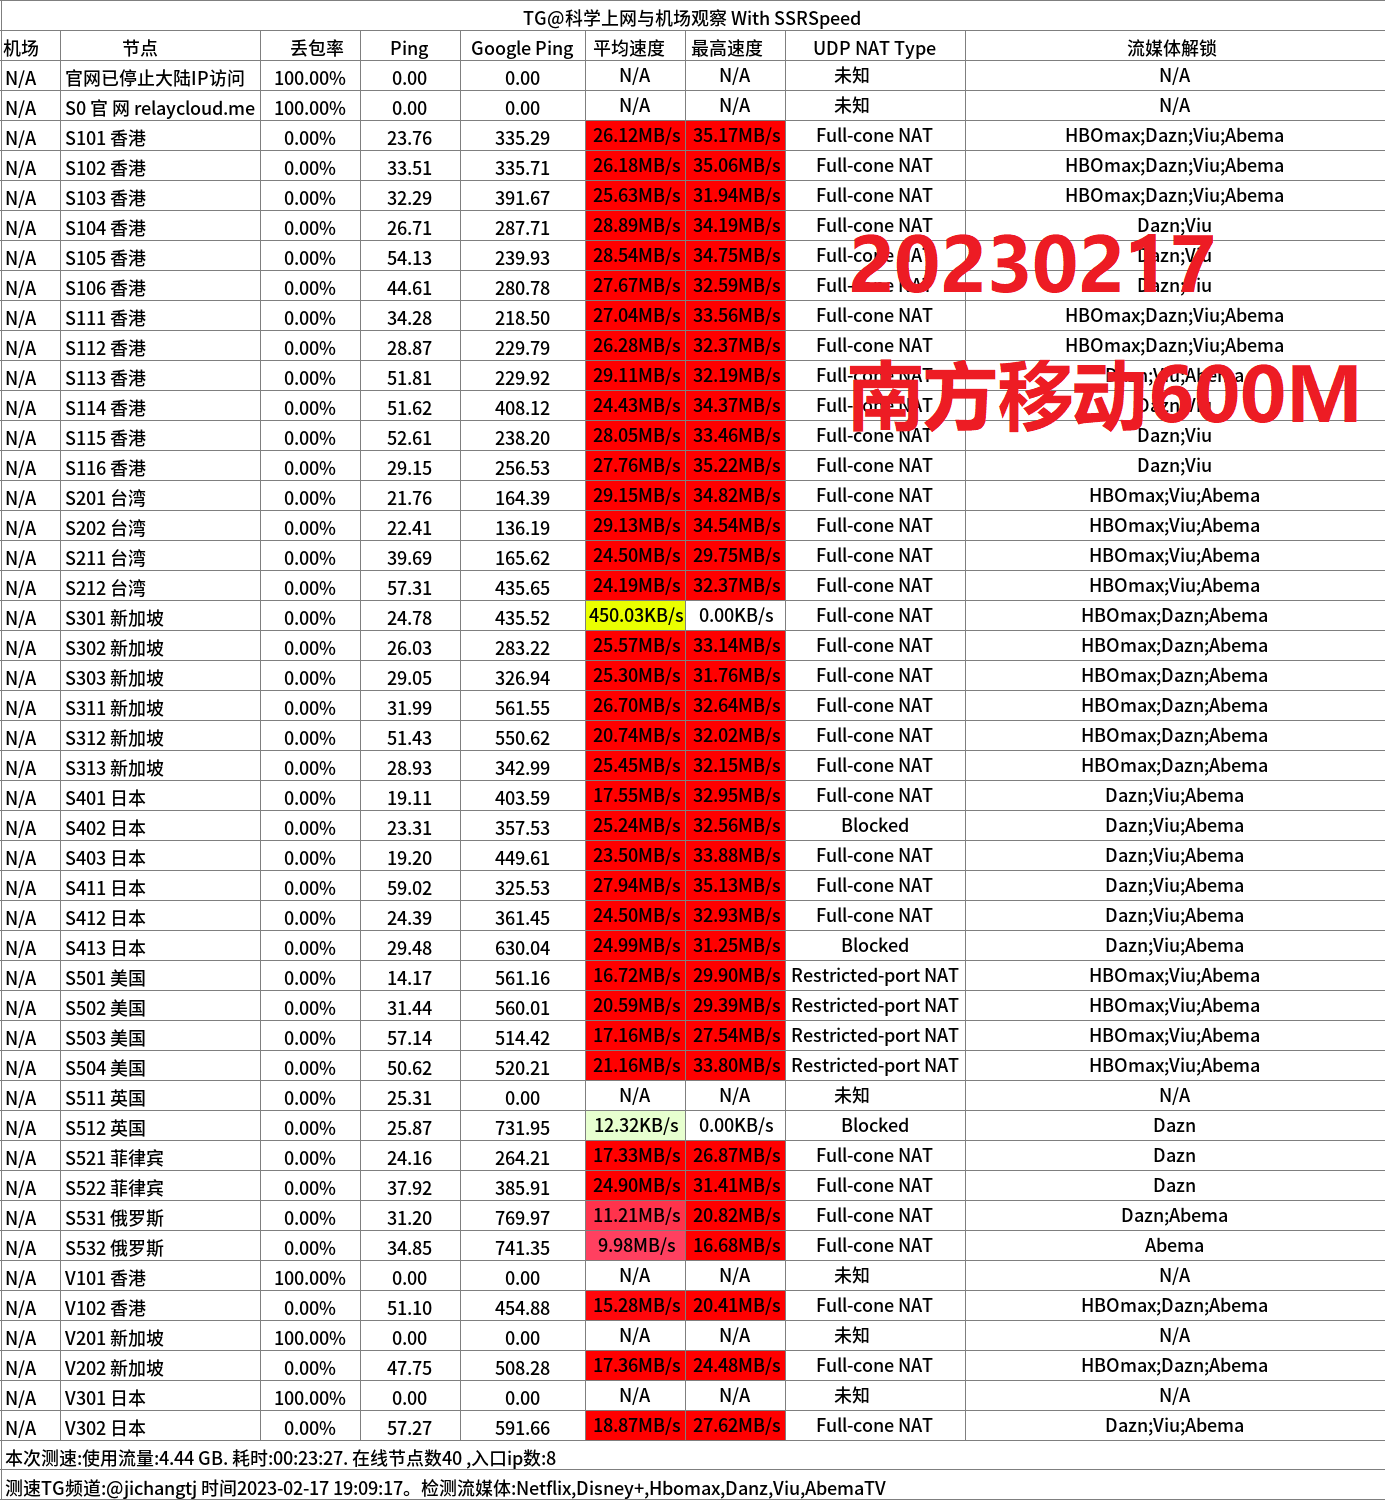 TG@科学上网与机场观察 With SSRSpeed
机场 节点 丢包率 Ping Google Ping 平均速度 最高速度 UDP NAT Type 流媒体解锁
N/A 官网已停止大陆IP访问 100.00% 0.00 0.00 N/A N/A 未知 N/A
N/A S0 官 网 relaycloud.me 100.00% 0.00 0.00 N/A N/A 未知 N/A
N/A S101 香港 0.00% 23.76 335.29 26.12MB/s 35.17MB/s Full-cone NAT HBOmax;Dazn;Viu;Abema
N/A S102 香港 0.00% 33.51 335.71 26.18MB/s 35.06MB/s Full-cone NAT HBOmax;Dazn;Viu;Abema
N/A S103 香港 0.00% 32.29 391.67 25.63MB/s 31.94MB/s Full-cone NAT HBOmax;Dazn;Viu;Abema
N/A S104 香港 0.00% 26.71 287.71 28.89MB/s 34.19MB/s Full-cone NAT Dazn;Viu
20230217
N/A S105 香港 0.00% 54.13 239.93 28.54MB/s 34.75MB/s Full-cone NAT Dazn;Viu
N/A S106 香港 0.00% 44.61 280.78 27.67MB/s 32.59MB/s Full-cone NAT Dazn;Viu
N/A S111 香港 0.00% 34.28 218.50 27.04MB/s 33.56MB/s Full-cone NAT HBOmax;Dazn;Viu;Abema
N/A S112 香港 0.00% 28.87 229.79 26.28MB/s 32.37MB/s Full-cone NAT HBOmax;Dazn;Viu;Abema
N/A S113 香港 0.00% 51.81 229.92 29.11MB/s 32.19MB/s Full-cone NAT Dazn;Viu;Abema
南方移动600M
N/A S114 香港 0.00% 51.62 408.12 24.43MB/s 34.37MB/s Full-cone NAT Dazn;Viu
N/A S115 香港 0.00% 52.61 238.20 28.05MB/s 33.46MB/s Full-cone NAT Dazn;Viu
N/A S116 香港 0.00% 29.15 256.53 27.76MB/s 35.22MB/s Full-cone NAT Dazn;Viu
N/A S201 台湾 0.00% 21.76 164.39 29.15MB/s 34.82MB/s Full-cone NAT HBOmax;Viu;Abema
N/A S202 台湾 0.00% 22.41 136.19 29.13MB/s 34.54MB/s Full-cone NAT HBOmax;Viu;Abema
N/A S211 台湾 0.00% 39.69 165.62 24.50MB/s 29.75MB/s Full-cone NAT HBOmax;Viu;Abema
N/A S212 台湾 0.00% 57.31 435.65 24.19MB/s 32.37MB/s Full-cone NAT HBOmax;Viu;Abema
N/A S301 新加坡 0.00% 24.78 435.52 450.03KB/s 0.00KB/s Full-cone NAT HBOmax;Dazn;Abema
N/A S302 新加坡 0.00% 26.03 283.22 25.57MB/s 33.14MB/s Full-cone NAT HBOmax;Dazn;Abema
N/A S303 新加坡 0.00% 29.05 326.94 25.30MB/s 31.76MB/s Full-cone NAT HBOmax;Dazn;Abema
N/A S311 新加坡 0.00% 31.99 561.55 26.70MB/s 32.64MB/s Full-cone NAT HBOmax;Dazn;Abema
N/A S312 新加坡 0.00% 51.43 550.62 20.74MB/s 32.02MB/s Full-cone NAT HBOmax;Dazn;Abema
N/A S313 新加坡 0.00% 28.93 342.99 25.45MB/s 32.15MB/s Full-cone NAT HBOmax;Dazn;Abema
N/A S401 日本 0.00% 19.11 403.59 17.55MB/s 32.95MB/s Full-cone NAT Dazn;Viu;Abema
N/A S402 日本 0.00% 23.31 357.53 25.24MB/s 32.56MB/s Blocked Dazn;Viu;Abema
N/A S403 日本 0.00% 19.20 449.61 23.50MB/s 33.88MB/s Full-cone NAT Dazn;Viu;Abema
N/A S411 日本 0.00% 59.02 325.53 27.94MB/s 35.13MB/s Full-cone NAT Dazn;Viu;Abema
N/A S412 日本 0.00% 24.39 361.45 24.50MB/s 32.93MB/s Full-cone NAT Dazn;Viu;Abema
N/A S413 日本 0.00% 29.48 630.04 24.99MB/s 31.25MB/s Blocked Dazn;Viu;Abema
N/A S501 美国 0.00% 14.17 561.16 16.72MB/s 29.90MB/s Restricted-port NAT HBOmax;Viu;Abema
N/A S502 美国 0.00% 31.44 560.01 20.59MB/s 29.39MB/s Restricted-port NAT HBOmax;Viu;Abema
N/A S503 美国 0.00% 57.14 514.42 17.16MB/s 27.54MB/s Restricted-port NAT HBOmax;Viu;Abema
N/A S504 美国 0.00% 50.62 520.21 21.16MB/s 33.80MB/s Restricted-port NAT HBOmax;Viu;Abema
N/A S511 英国 0.00% 25.31 0.00 N/A N/A 未知 N/A
N/A S512 英国 0.00% 25.87 731.95 12.32KB/s 0.00KB/s Blocked Dazn
N/A S521 菲律宾 0.00% 24.16 264.21 17.33MB/s 26.87MB/s Full-cone NAT Dazn
N/A S522 菲律宾 0.00% 37.92 385.91 24.90MB/s 31.41MB/s Full-cone NAT Dazn
N/A S531 俄罗斯 0.00% 31.20 769.97 11.21MB/s 20.82MB/s Full-cone NAT Dazn;Abema
N/A S532 俄罗斯 0.00% 34.85 741.35 9.98MB/s 16.68MB/s Full-cone NAT Abema
N/A V101 香港 100.00% 0.00 0.00 N/A N/A 未知 N/A
N/A V102 香港 0.00% 51.10 454.88 15.28MB/s 20.41MB/s Full-cone NAT HBOmax;Dazn;Abema
N/A V201 新加坡 100.00% 0.00 0.00 N/A N/A 未知 N/A
N/A V202 新加坡 0.00% 47.75 508.28 17.36MB/s 24.48MB/s Full-cone NAT HBOmax;Dazn;Abema
N/A V301 日本 100.00% 0.00 0.00 N/A N/A 未知 N/A
N/A V302 日本 0.00% 57.27 591.66 18.87MB/s 27.62MB/s Full-cone NAT Dazn;Viu;Abema
本次测速:使用流量:4.44 GB. 耗时:00:23:27. 在线节点数40 ,入口ip数:8
测速TG频道:@jichangtj 时间2023-02-17 19:09:17。检测流媒体:Netflix,Disney+,Hbomax,Danz,Viu,AbemaTV